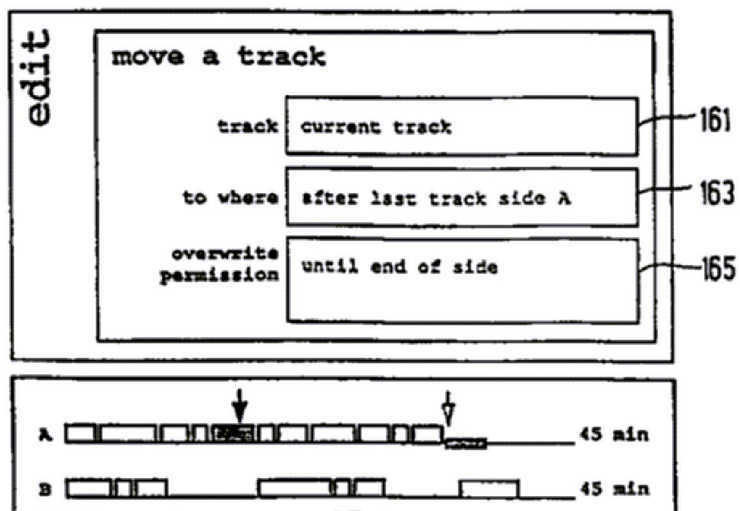 edit
move a track
track current track 161
to where after last track side A 163
overwrite
permission until end of side 165
A 45 min
B 45 min